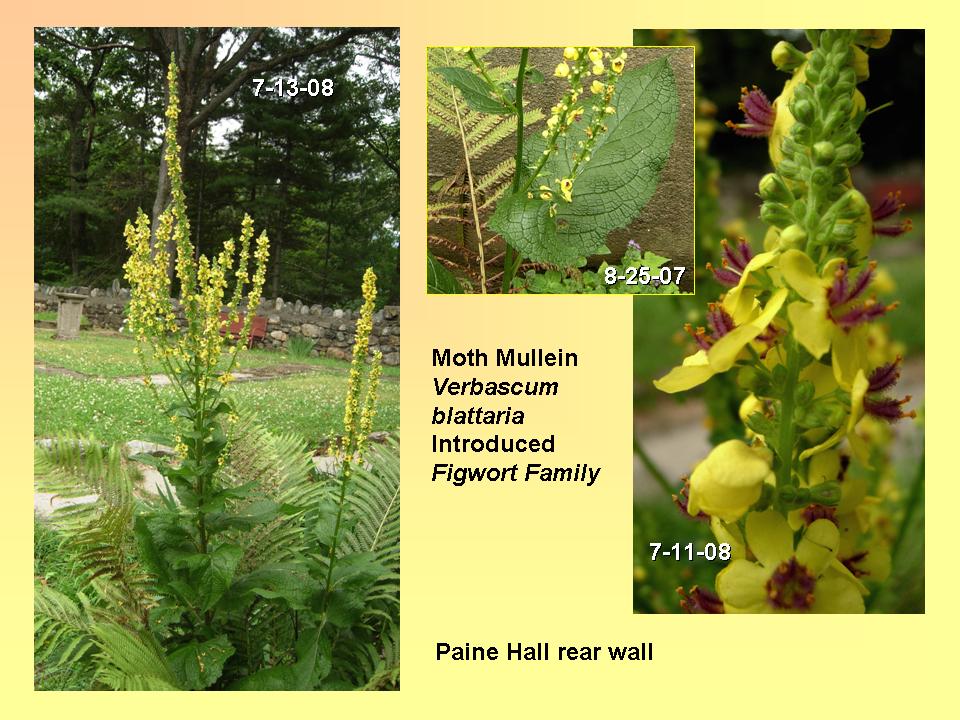 7-13-08
8-25-07
Moth Mullein
Verbascum
blattaria
Introduced
Figwort Family
7-11-08
Paine Hall rear wall